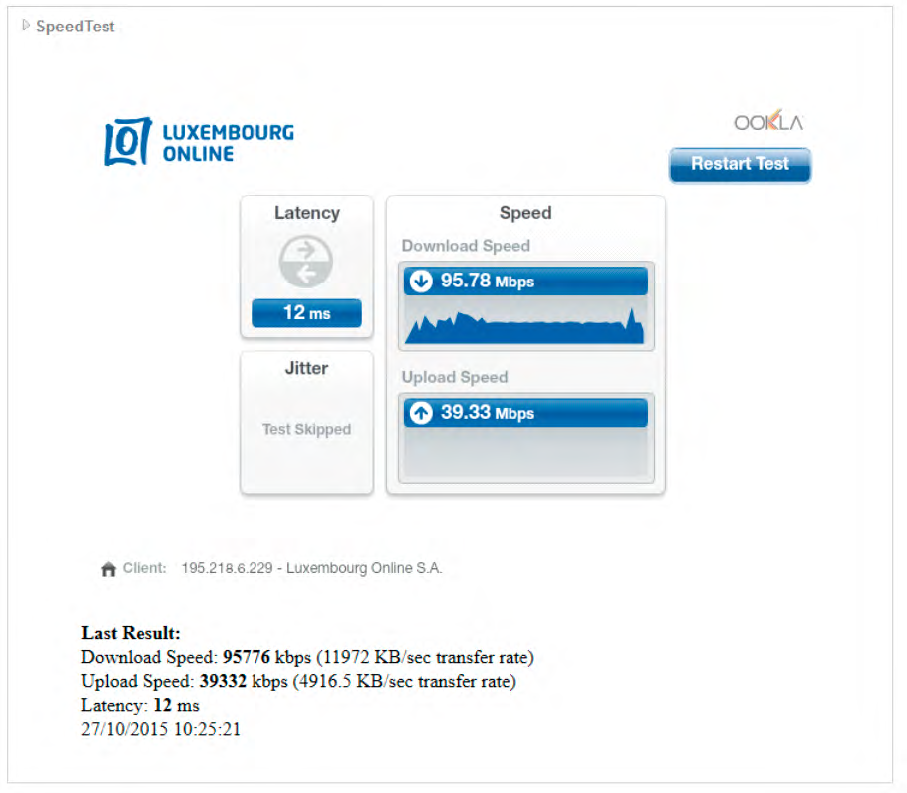 SpeedTest
OOKLA
LUXEMBOURG
ONLINE
Restart Test
Latency
12 ms
Jitter
Test Skipped
Speed
Download Speed
95.78 Mbps
Upload Speed
39.33 Mbps
Client: 195.218.6.229 - Luxembourg Online S.A.
Last Result:
Download Speed: 95776 kbps (11972 KB/sec transfer rate)
Upload Speed: 39332 kbps (4916.5 KB/sec transfer rate)
Latency: 12 ms
27/10/2015 10:25:21